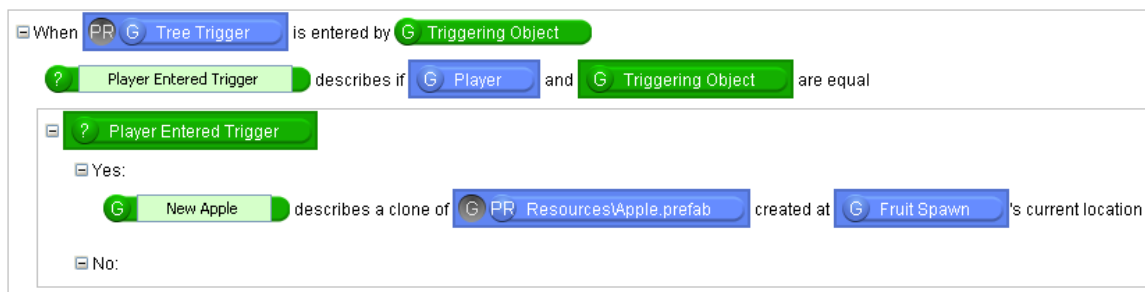 When PR G Tree Trigger is entered by G Triggering Object
? Player Entered Trigger describes if G Player and G Triggering Object are equal
? Player Entered Trigger
Yes:
G New Apple describes a clone of G PR Resources\Apple.prefab created at G Fruit Spawn 's current location
No: